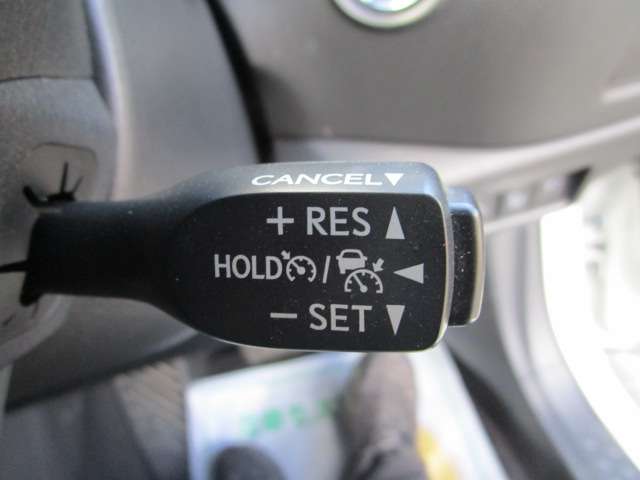 CANCEL▼
+ RES ▲
HOLD / ◀
− SET ▼